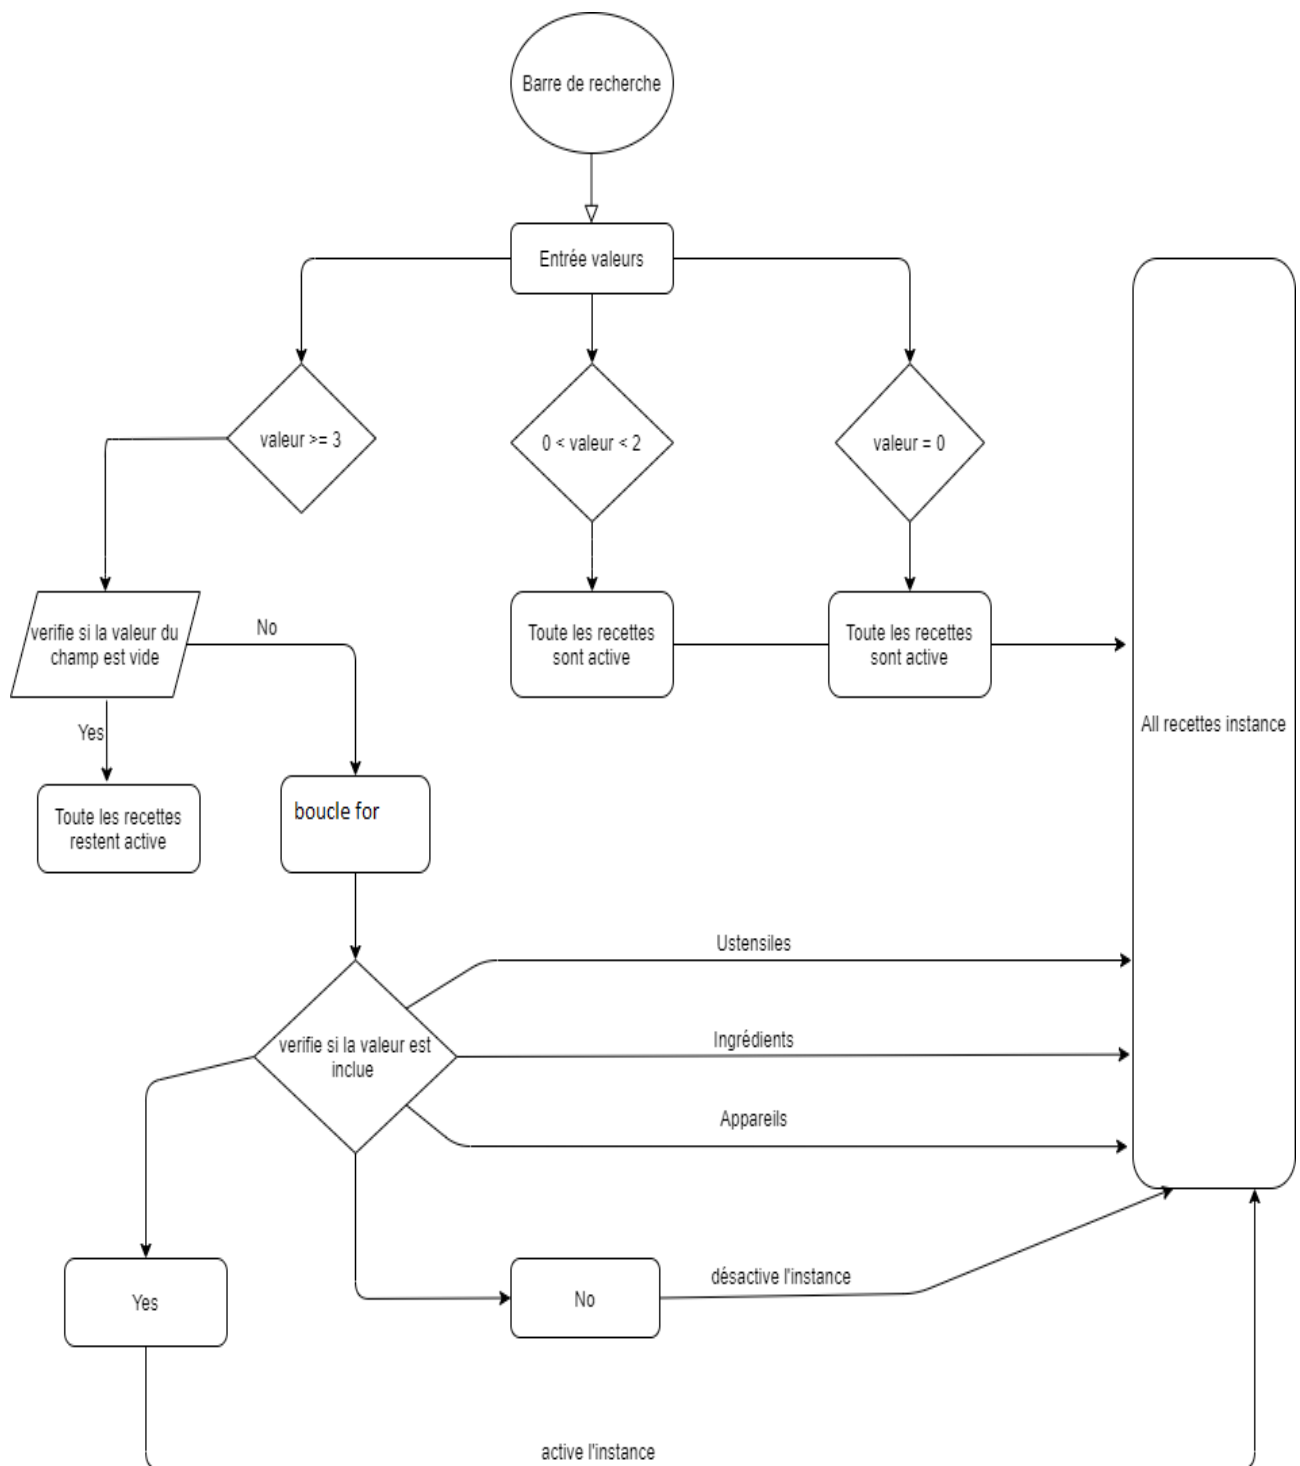 Barre de recherche
Entrée valeurs
valeur >= 3
0 < valeur < 2
valeur = 0
verifie si la valeur du
champ est vide
No
Toute les recettes
sont active
Toute les recettes
sont active
All recettes instance
Yes
Toute les recettes
restent active
boucle for
Ustensiles
verifie si la valeur est
inclue
Ingrédients
Appareils
Yes
No
désactive l'instance
active l'instance